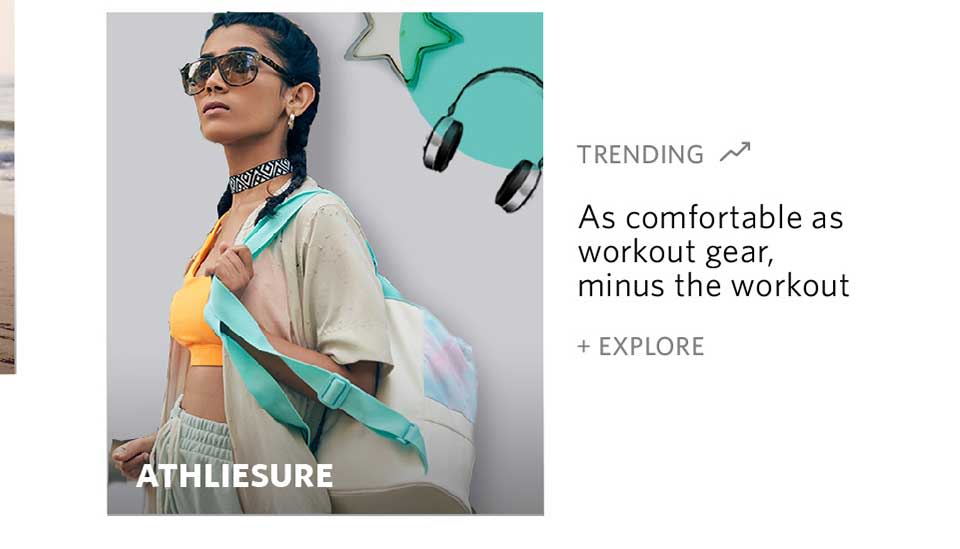 TRENDING
As comfortable as
workout gear,
minus the workout
+ EXPLORE
ATHLIESURE